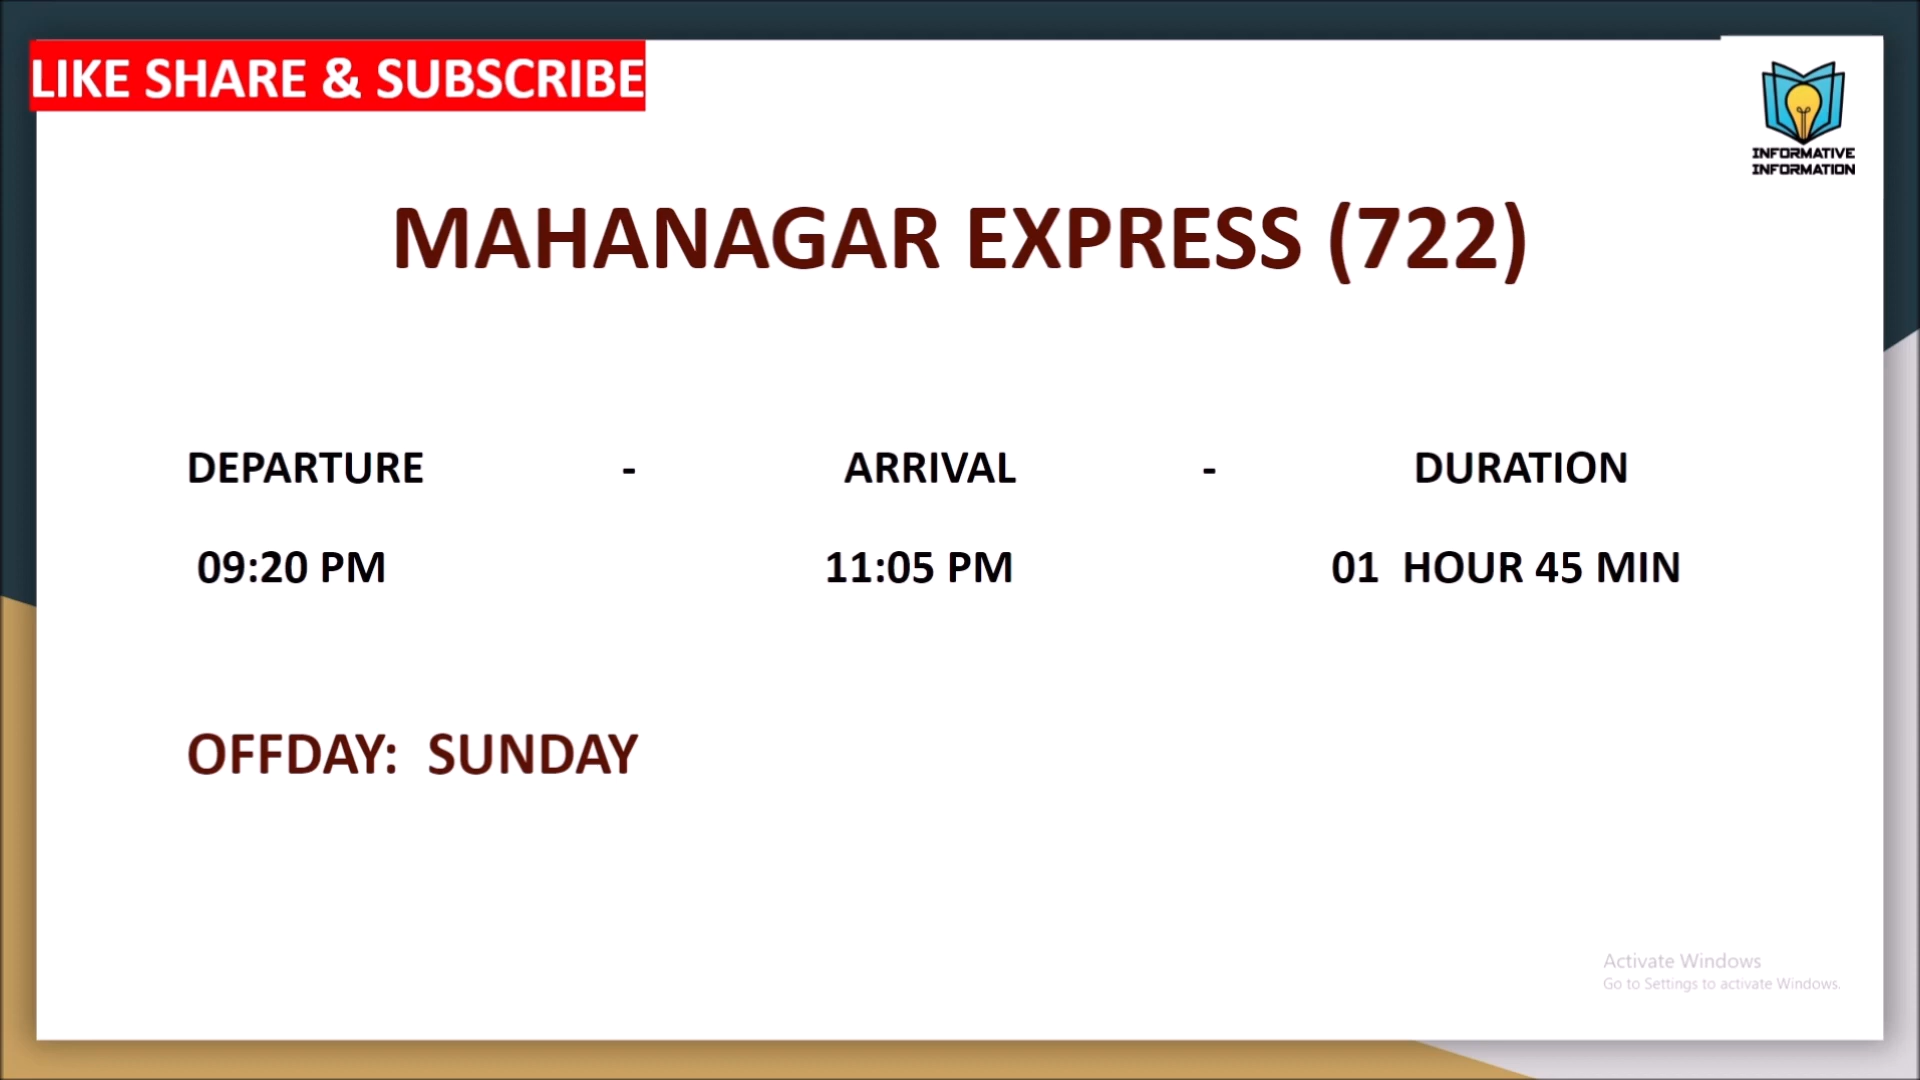 LIKE SHARE & SUBSCRIBE
INFORMATIVE
INFORMATION
MAHANAGAR EXPRESS (722)
DEPARTURE - ARRIVAL - DURATION
09:20 PM 11:05 PM 01 HOUR 45 MIN
OFFDAY: SUNDAY
Activate Windows
Go to Settings to activate Windows.